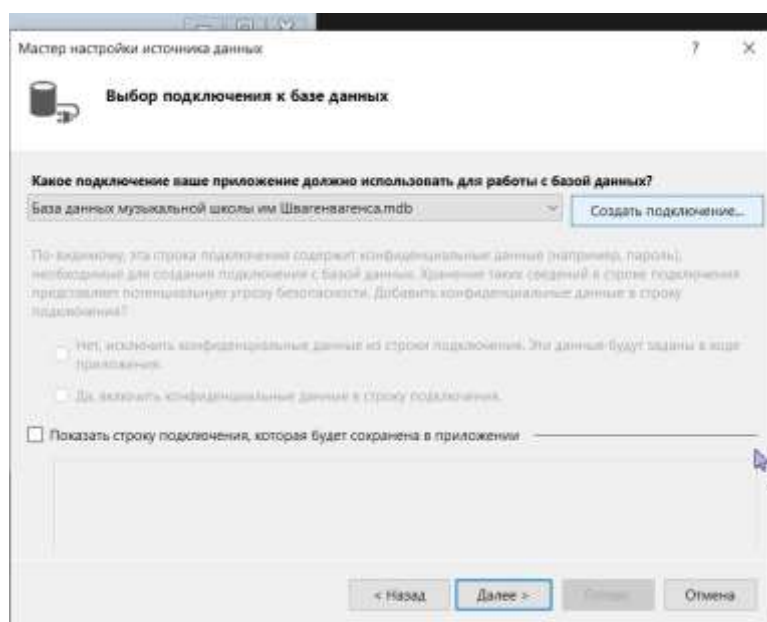 Мастер настройки источника данных
Выбор подключения к базе данных
Какое подключение ваше приложение должно использовать для работы с базой данных?
База данных музыкальной школы им Швагенвагенса.mdb
Создать подключение...
По-видимому, эта строка подключения содержит конфиденциальные данные (например, пароль),
необходимые для создания подключения с базой данных. Хранение таких сведений в строке подключения
представляет потенциальную угрозу безопасности. Добавить конфиденциальные данные в строку
подключения?
Нет, исключить конфиденциальные данные из строки подключения. Эти данные будут заданы в коде
приложения.
Да, включить конфиденциальные данные в строку подключения.
Показать строку подключения, которая будет сохранена в приложении
< Назад
Далее >
Готово
Отмена